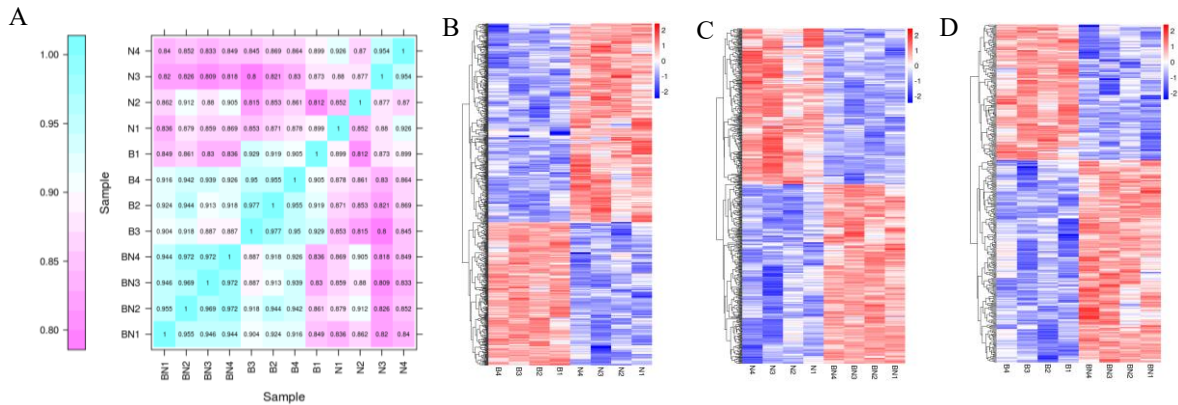 A
1.00
0.95
0.90
0.85
0.80
Sample
N4 0.84 0.852 0.833 0.849 0.845 0.869 0.864 0.899 0.926 0.87 0.954 1
N3 0.82 0.826 0.809 0.818 0.8 0.821 0.83 0.873 0.88 0.877 1 0.954
N2 0.862 0.912 0.88 0.905 0.815 0.853 0.861 0.812 0.852 1 0.877 0.87
N1 0.836 0.879 0.859 0.869 0.853 0.871 0.878 0.899 1 0.852 0.88 0.926
B1 0.849 0.861 0.83 0.836 0.929 0.919 0.905 1 0.899 0.812 0.873 0.899
B4 0.916 0.942 0.939 0.926 0.95 0.955 1 0.905 0.878 0.861 0.83 0.864
B2 0.924 0.944 0.913 0.918 0.977 1 0.955 0.919 0.871 0.853 0.821 0.869
B3 0.904 0.918 0.887 0.887 1 0.977 0.95 0.929 0.853 0.815 0.8 0.845
BN4 0.944 0.972 0.972 1 0.887 0.918 0.926 0.836 0.869 0.905 0.818 0.849
BN3 0.946 0.969 1 0.972 0.887 0.913 0.939 0.83 0.859 0.88 0.809 0.833
BN2 0.955 1 0.969 0.972 0.918 0.944 0.942 0.861 0.879 0.912 0.826 0.852
BN1 1 0.955 0.946 0.944 0.904 0.924 0.916 0.849 0.836 0.862 0.82 0.84
BN1 BN2 BN3 BN4 B3 B2 B4 B1 N1 N2 N3 N4
Sample
B
2
1
0
-1
-2
B4 B3 B2 B1 N4 N3 N2 N1
C
2
1
0
-1
-2
N4 N3 N2 N1 BN4 BN3 BN2 BN1
D
2
1
0
-1
-2
B4 B3 B2 B1 BN4 BN3 BN2 BN1